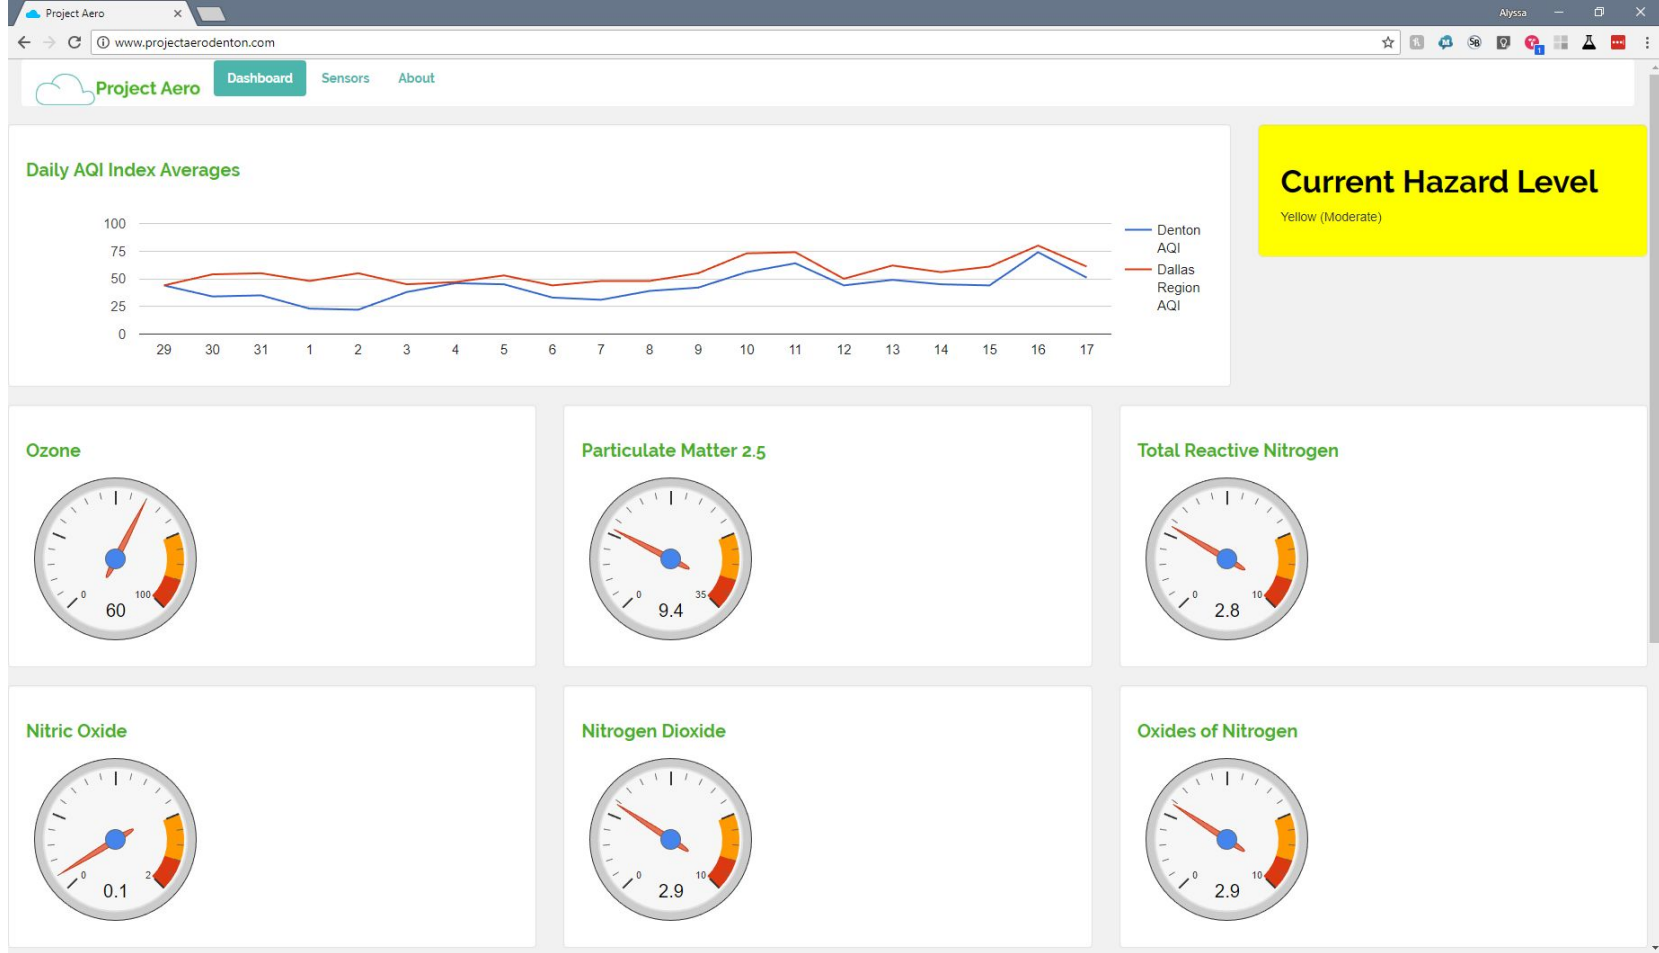 Project Aero
Alyssa
www.projectaerodenton.com
Project Aero Dashboard Sensors About
Daily AQI Index Averages
100
75
50
25
0
29 30 31 1 2 3 4 5 6 7 8 9 10 11 12 13 14 15 16 17
Denton
AQI
Dallas
Region
AQI
Current Hazard Level
Yellow (Moderate)
Ozone
0 100
60
Particulate Matter 2.5
0 35
9.4
Total Reactive Nitrogen
0 10
2.8
Nitric Oxide
0 2
0.1
Nitrogen Dioxide
0 10
2.9
Oxides of Nitrogen
0 10
2.9